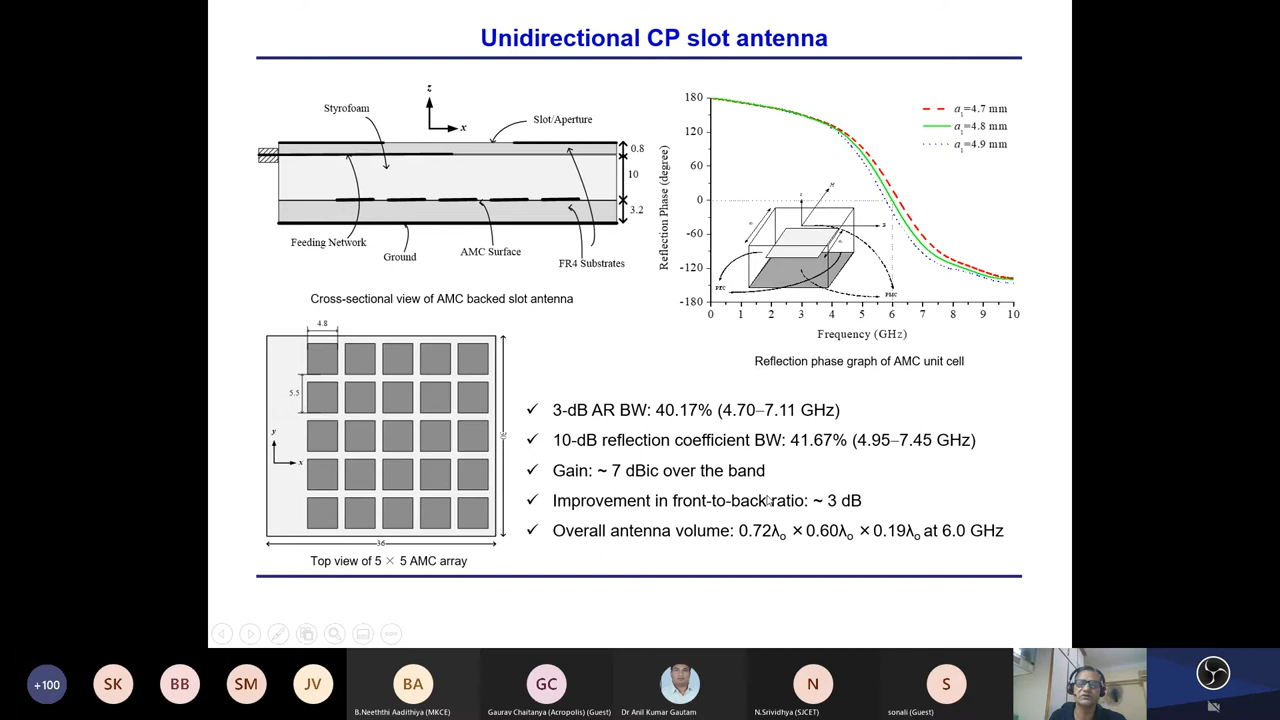 Unidirectional CP slot antenna
z
x
Styrofoam
Slot/Aperture
0.8
10
3.2
Feeding Network
Ground
AMC Surface
FR4 Substrates
Cross-sectional view of AMC backed slot antenna
180
120
60
0
-60
-120
-180
Reflection Phase (degree)
a1=4.7 mm
a1=4.8 mm
a1=4.9 mm
PEC
PMC
0 1 2 3 4 5 6 7 8 9 10
Frequency (GHz)
Reflection phase graph of AMC unit cell
4.8
5.5
y
x
30
36
Top view of 5 × 5 AMC array
✓ 3-dB AR BW: 40.17% (4.70–7.11 GHz)
✓ 10-dB reflection coefficient BW: 41.67% (4.95–7.45 GHz)
✓ Gain: ~ 7 dBic over the band
✓ Improvement in front-to-back ratio: ~ 3 dB
✓ Overall antenna volume: 0.72λo ×0.60λo ×0.19λo at 6.0 GHz
+100
SK
BB
SM
JV
BA
B.Neeththi Aadithiya (MKCE)
GC
Gaurav Chaitanya (Acropolis) (Guest)
Dr Anil Kumar Gautam
N
N.Srividhya (SJCET)
S
sonali (Guest)